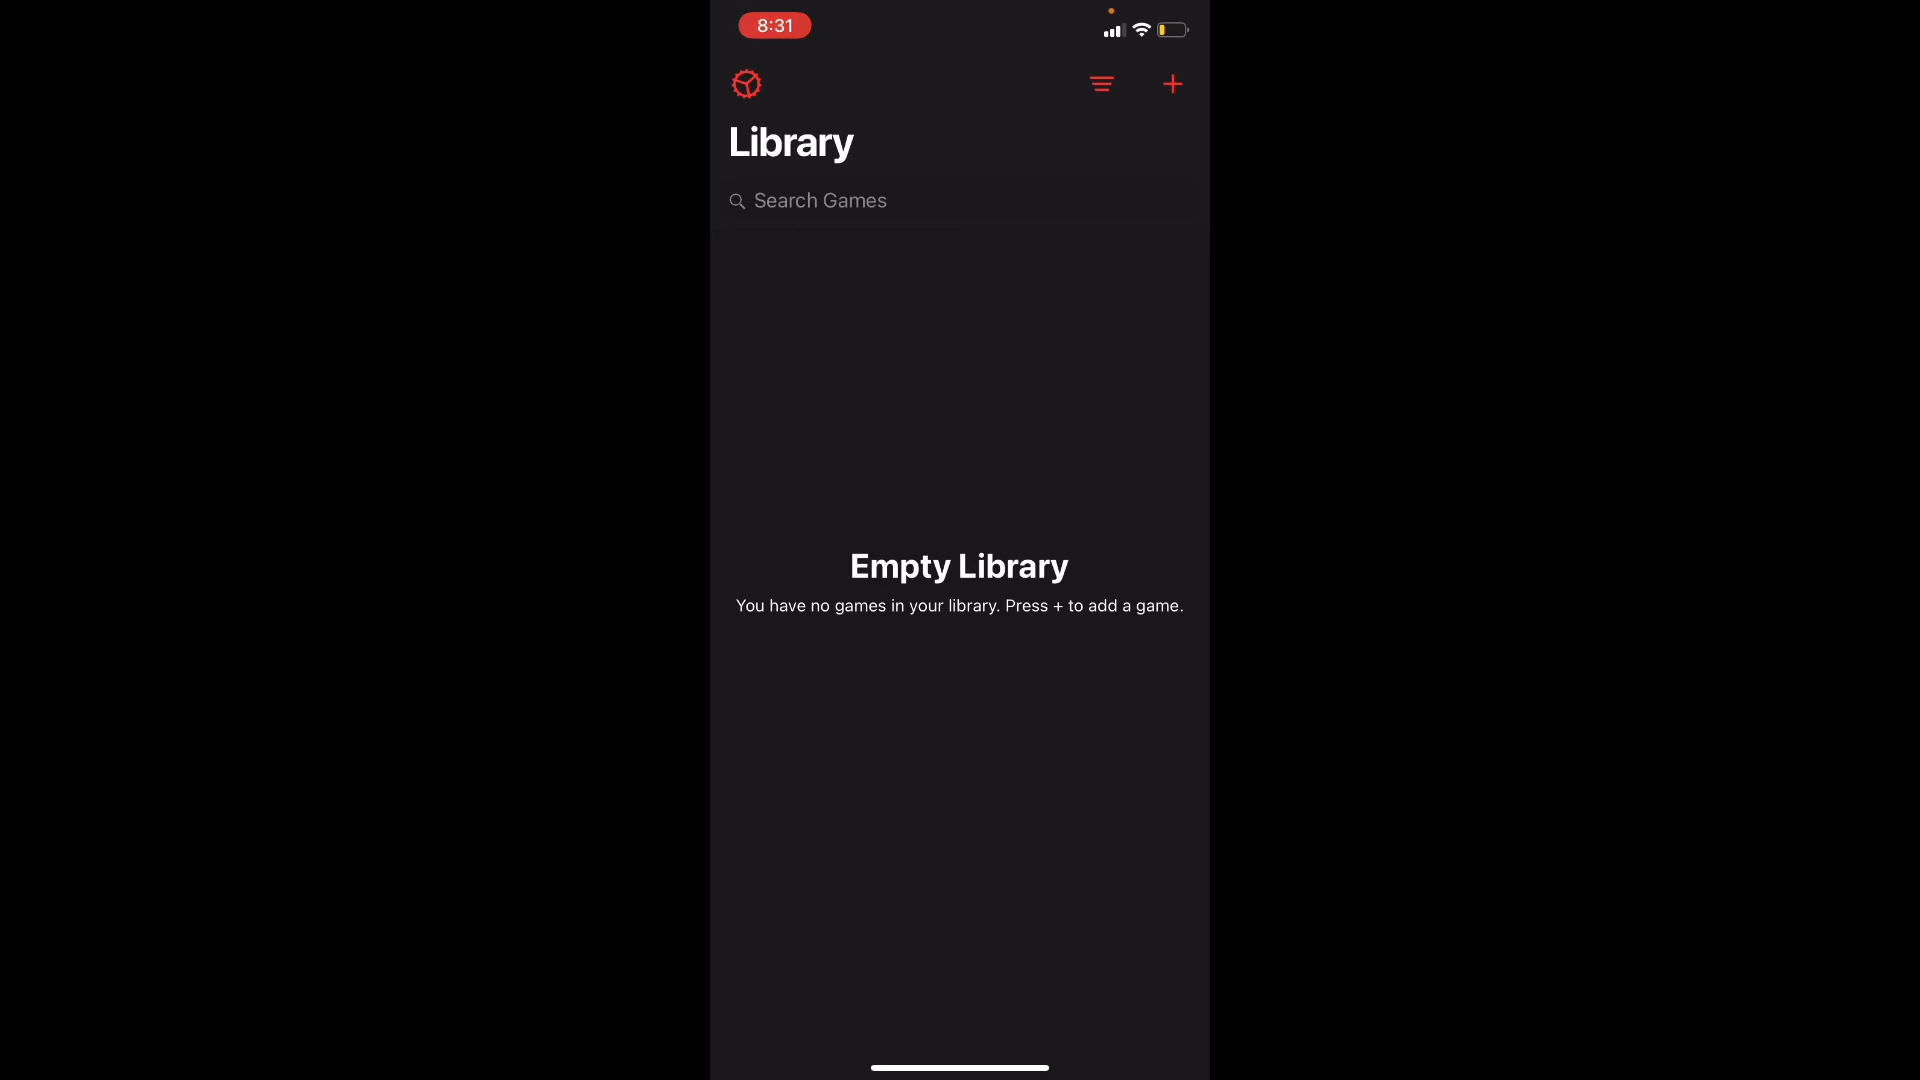 8:31
Library
Search Games
Empty Library
You have no games in your library. Press + to add a game.